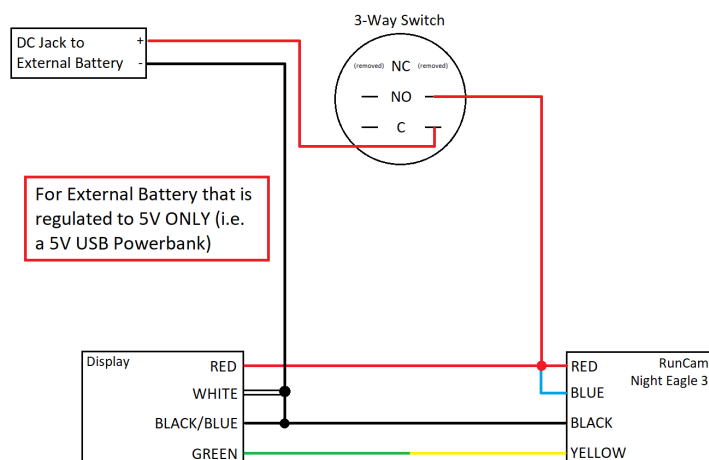 3-Way Switch
DC Jack to +
External Battery -
(removed) NC (removed)
NO
C
For External Battery that is
regulated to 5V ONLY (i.e.
a 5V USB Powerbank)
Display
RED
WHITE
BLACK/BLUE
GREEN
RED
RunCam
Night Eagle 3
BLUE
BLACK
YELLOW